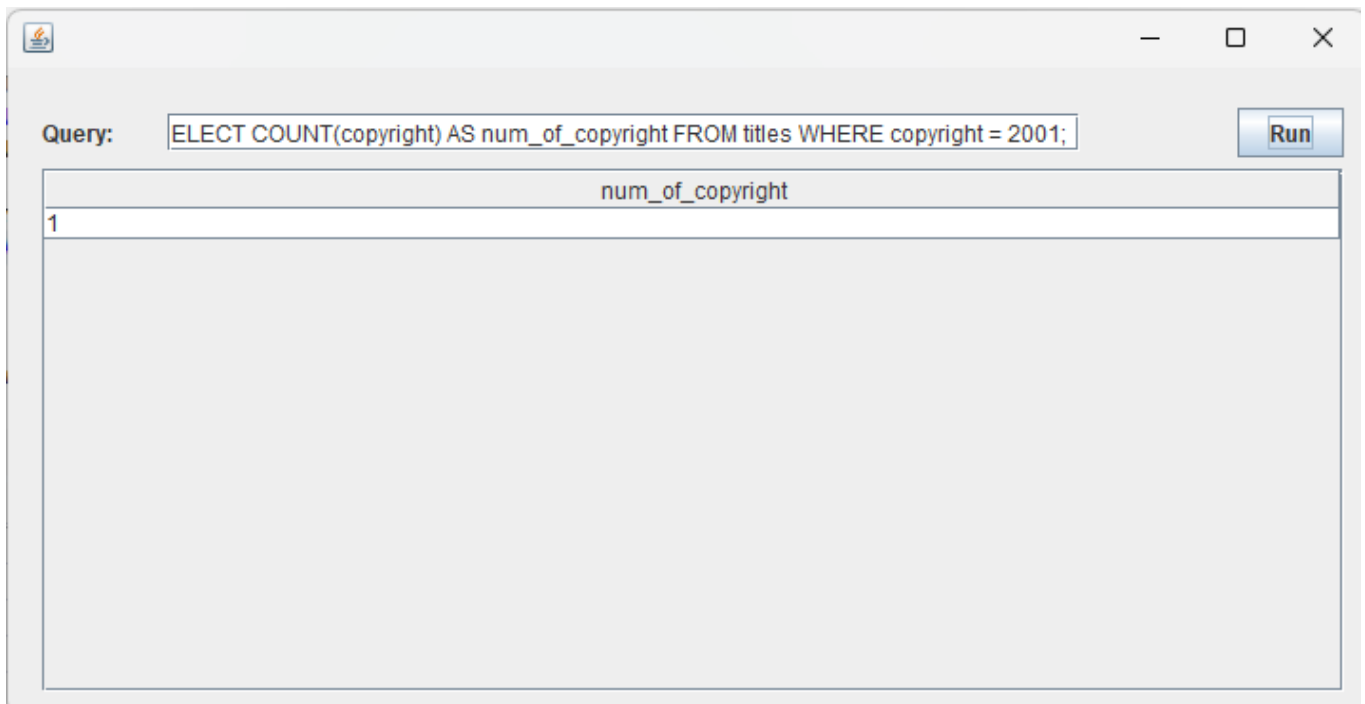 Query: ELECT COUNT(copyright) AS num_of_copyright FROM titles WHERE copyright = 2001; Run
num_of_copyright
1